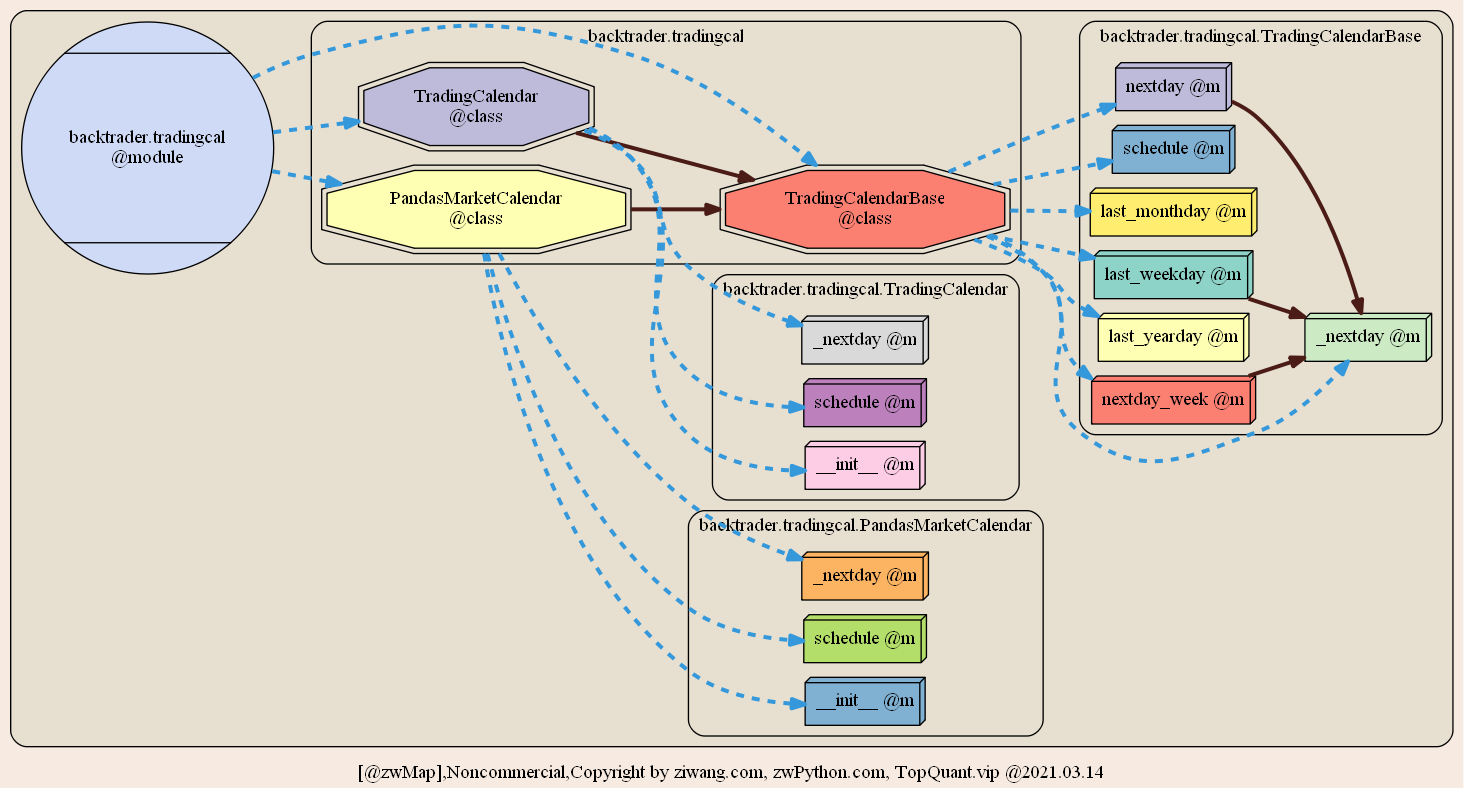 backtrader.tradingcal
@module
backtrader.tradingcal
TradingCalendar
@class
PandasMarketCalendar
@class
TradingCalendarBase
@class
backtrader.tradingcal.TradingCalendarBase
nextday @m
schedule @m
last_monthday @m
last_weekday @m
last_yearday @m
_nextday @m
nextday_week @m
backtrader.tradingcal.TradingCalendar
_nextday @m
schedule @m
__init__ @m
backtrader.tradingcal.PandasMarketCalendar
_nextday @m
schedule @m
__init__ @m
[@zwMap],Noncommercial,Copyright by ziwang.com, zwPython.com, TopQuant.vip @2021.03.14